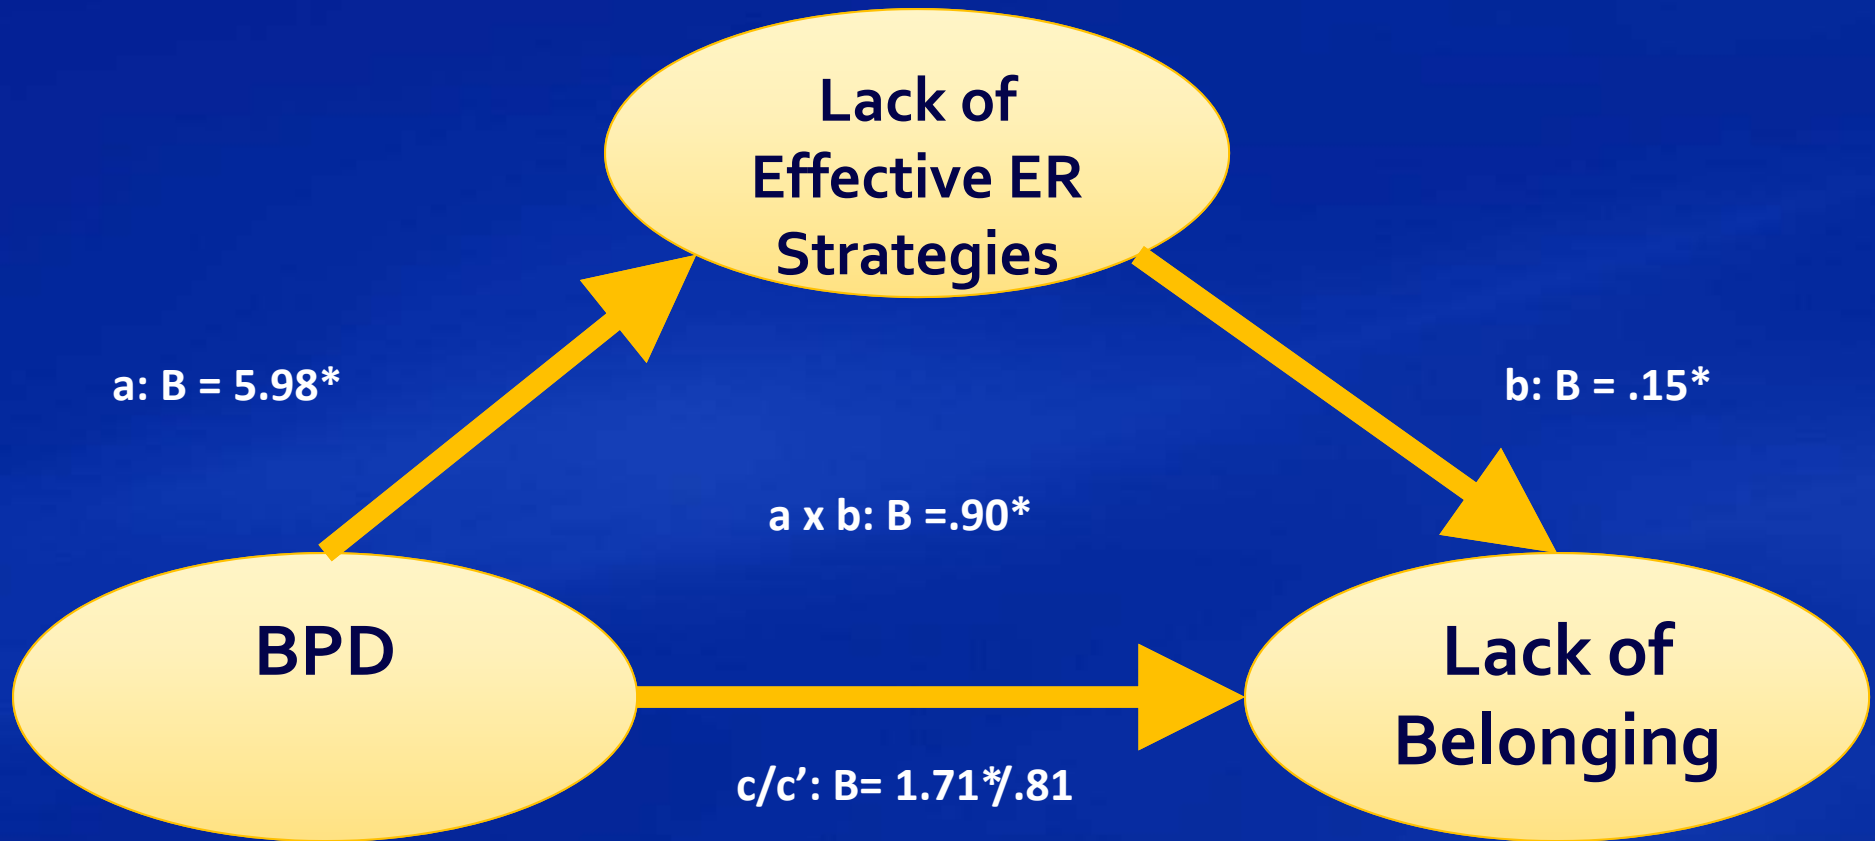 Lack of
Effective ER
Strategies
a: B = 5.98*
b: B = .15*
a x b: B =.90*
BPD
Lack of
Belonging
c/c’: B= 1.71*/.81